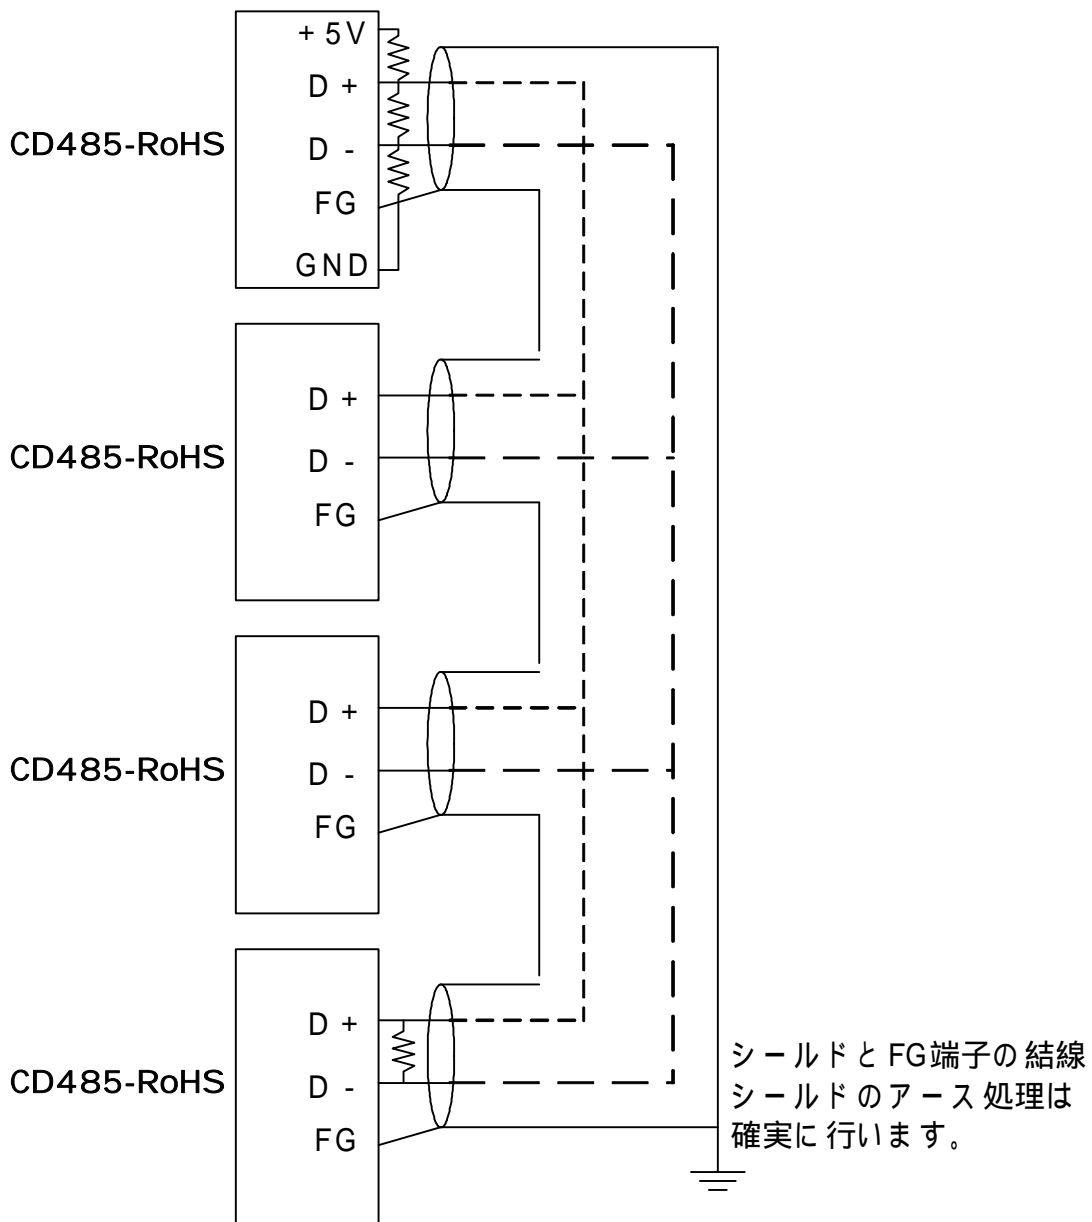 +5V
D+
CD485-RoHS
D-
FG
GND
D+
CD485-RoHS
D-
FG
D+
CD485-RoHS
D-
FG
D+
CD485-RoHS
D-
FG
シールドとFG端子の結線
シールドのアース処理は
確実に行います。